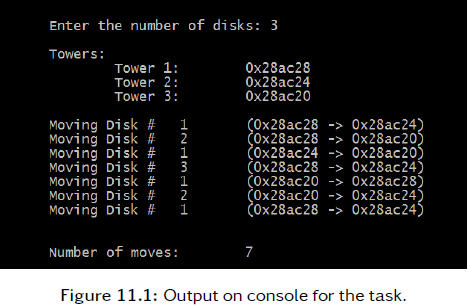 Enter the number of disks: 3
Towers:
Tower 1: 0x28ac28
Tower 2: 0x28ac24
Tower 3: 0x28ac20
Moving Disk # 1 (0x28ac28 -> 0x28ac24)
Moving Disk # 2 (0x28ac28 -> 0x28ac20)
Moving Disk # 1 (0x28ac24 -> 0x28ac20)
Moving Disk # 3 (0x28ac28 -> 0x28ac24)
Moving Disk # 1 (0x28ac20 -> 0x28ac28)
Moving Disk # 2 (0x28ac20 -> 0x28ac24)
Moving Disk # 1 (0x28ac28 -> 0x28ac24)
Number of moves: 7
Figure 11.1: Output on console for the task.